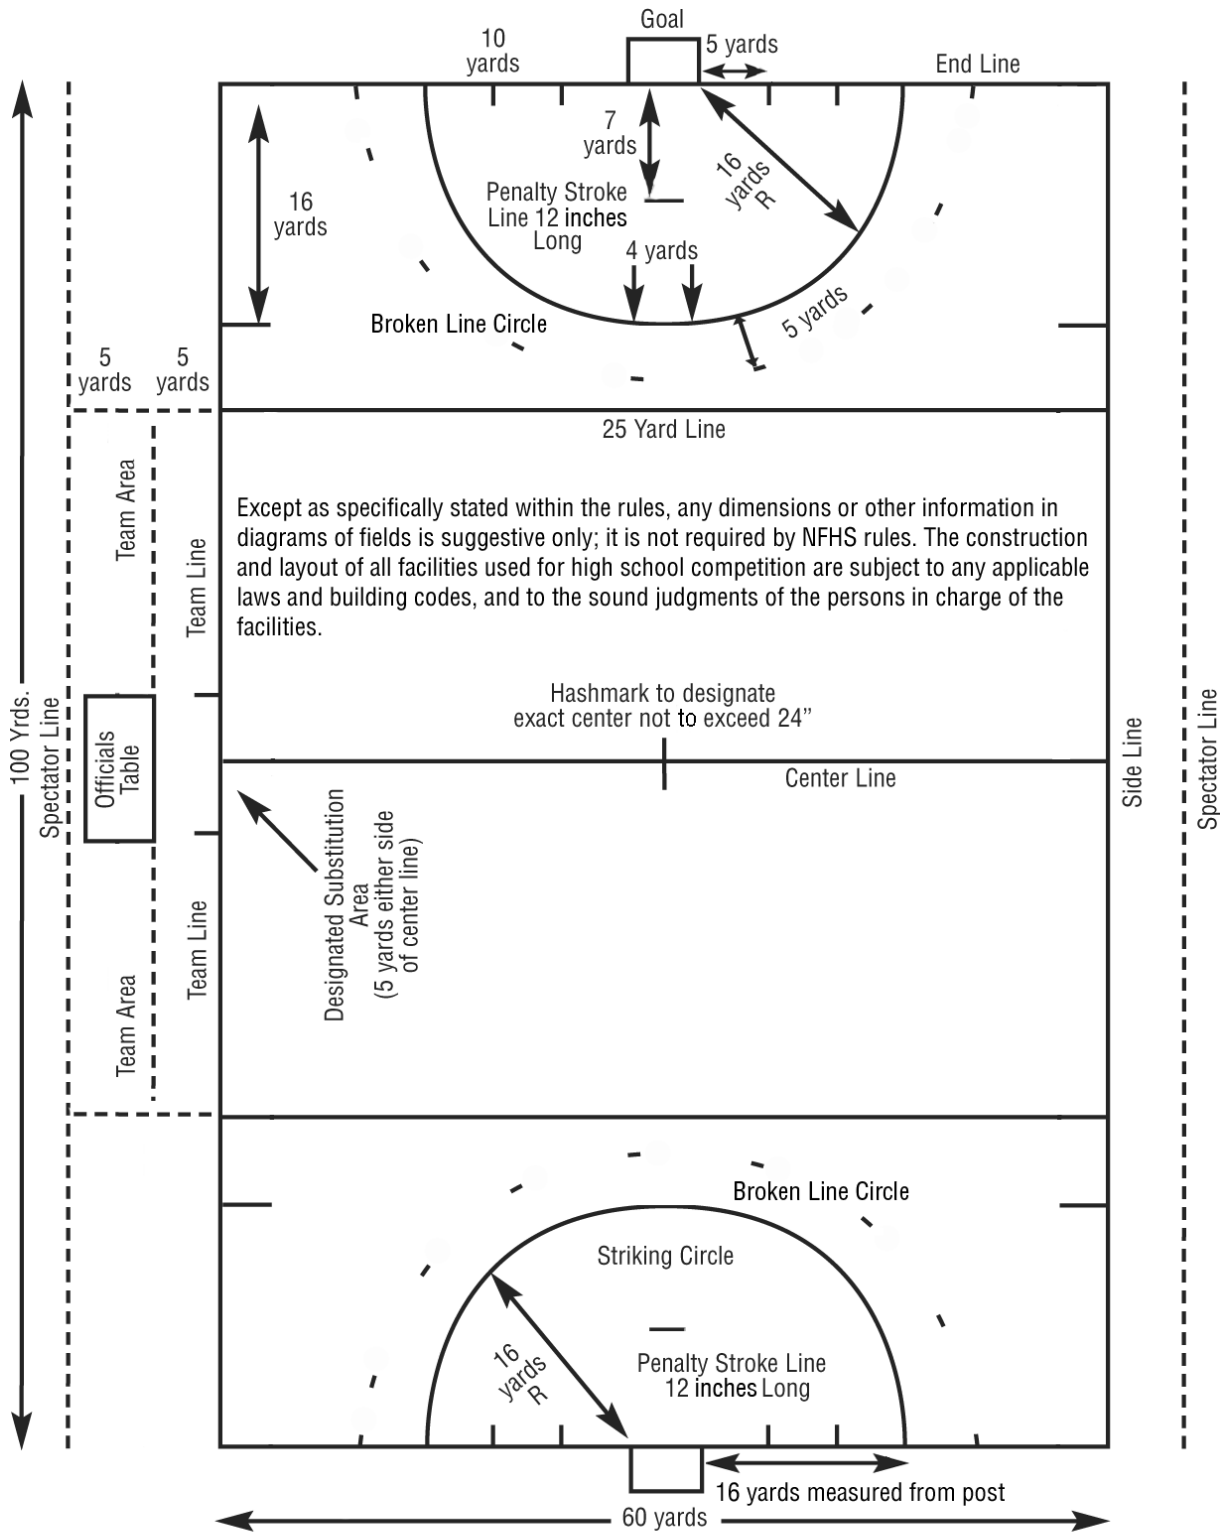 Goal
10
yards
5 yards
End Line
7
yards
16
yards
R
16
yards
Penalty Stroke
Line 12 inches
Long
4 yards
5 yards
Broken Line Circle
5
yards
5
yards
25 Yard Line
Team Area
Team Line
Except as specifically stated within the rules, any dimensions or other information in
diagrams of fields is suggestive only; it is not required by NFHS rules. The construction
and layout of all facilities used for high school competition are subject to any applicable
laws and building codes, and to the sound judgments of the persons in charge of the
facilities.
Hashmark to designate
exact center not to exceed 24”
100 Yrds.
Spectator Line
Officials
Table
Center Line
Side Line
Spectator Line
Designated Substitution
Area
(5 yards either side
of center line)
Team Line
Team Area
Broken Line Circle
Striking Circle
16
yards
R
Penalty Stroke Line
12 inches Long
16 yards measured from post
60 yards